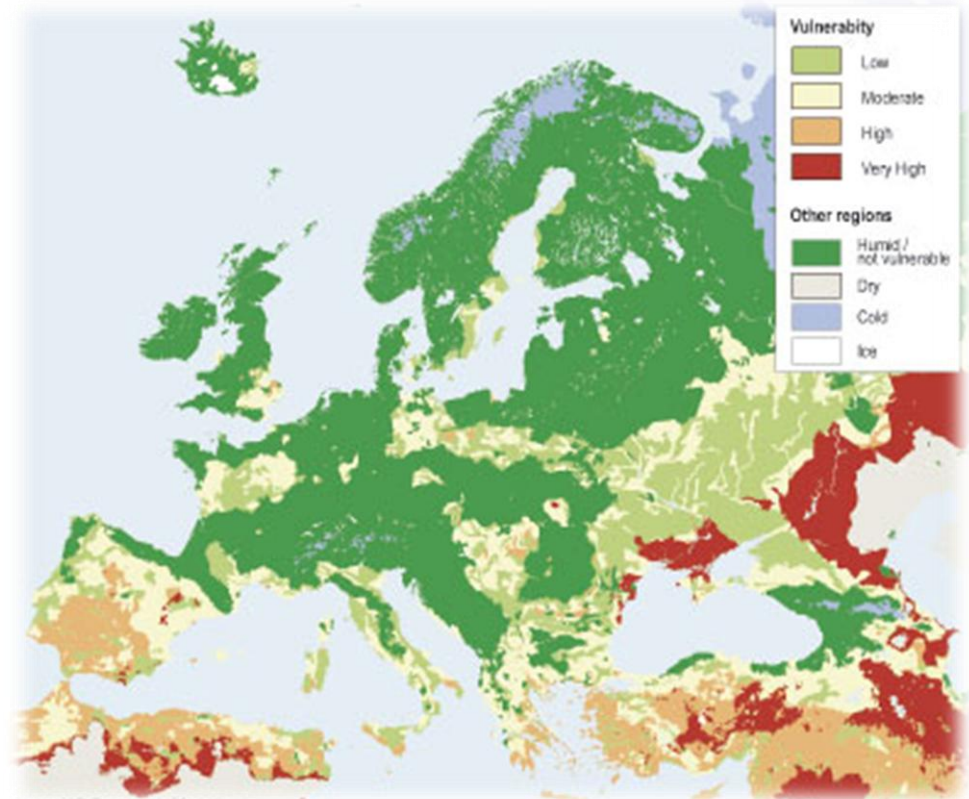 Vulnerabity
Low
Moderate
High
Very High
Other regions
Humid /
not vulnerable
Dry
Cold
Ice